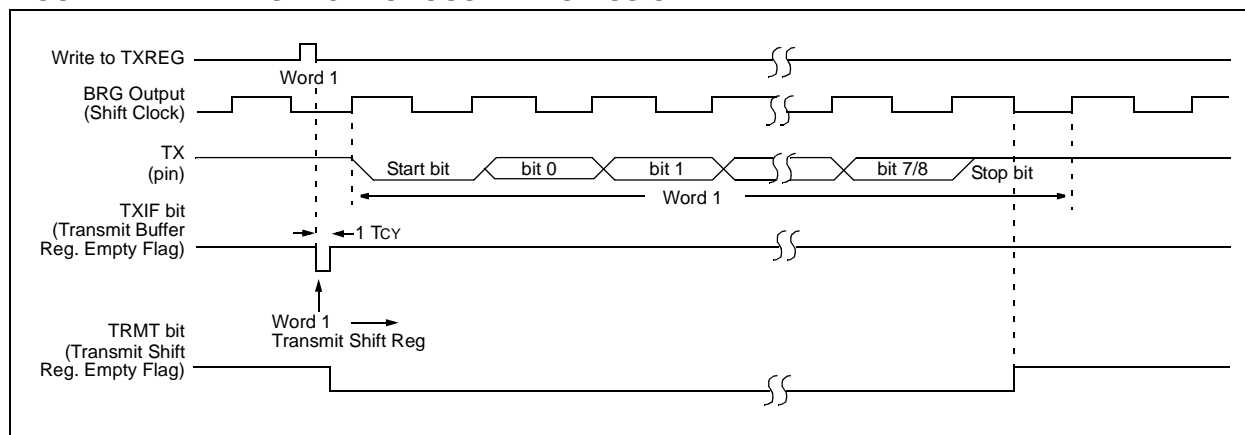 Write to TXREG
Word 1
BRG Output
(Shift Clock)
TX
(pin)
Start bit
bit 0
bit 1
bit 7/8
Stop bit
Word 1
TXIF bit
(Transmit Buffer
Reg. Empty Flag)
1 TCY
Word 1
Transmit Shift Reg
TRMT bit
(Transmit Shift
Reg. Empty Flag)